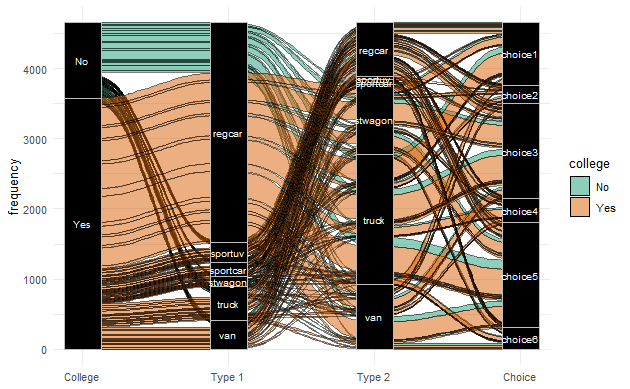 frequency
4000
3000
2000
1000
0
No
Yes
regcar
sportuv
sportcar
stwagon
truck
van
regcar
sportuv
sportcar
stwagon
truck
van
choice1
choice2
choice3
choice4
choice5
choice6
College
Type 1
Type 2
Choice
college
No
Yes